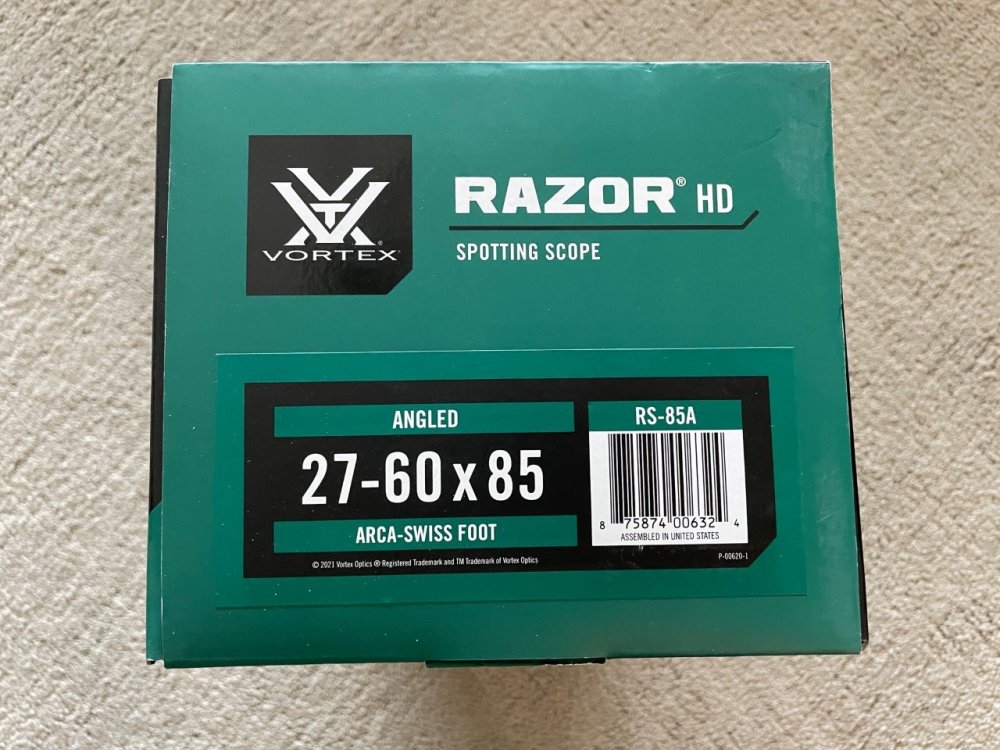 VORTEX®
RAZOR® HD
SPOTTING SCOPE
ANGLED
27-60 x 85
ARCA-SWISS FOOT
RS-85A
8 75874 00632 4
ASSEMBLED IN UNITED STATES
© 2021 Vortex Optics ® Registered Trademark and TM Trademark of Vortex Optics
P-00620-1